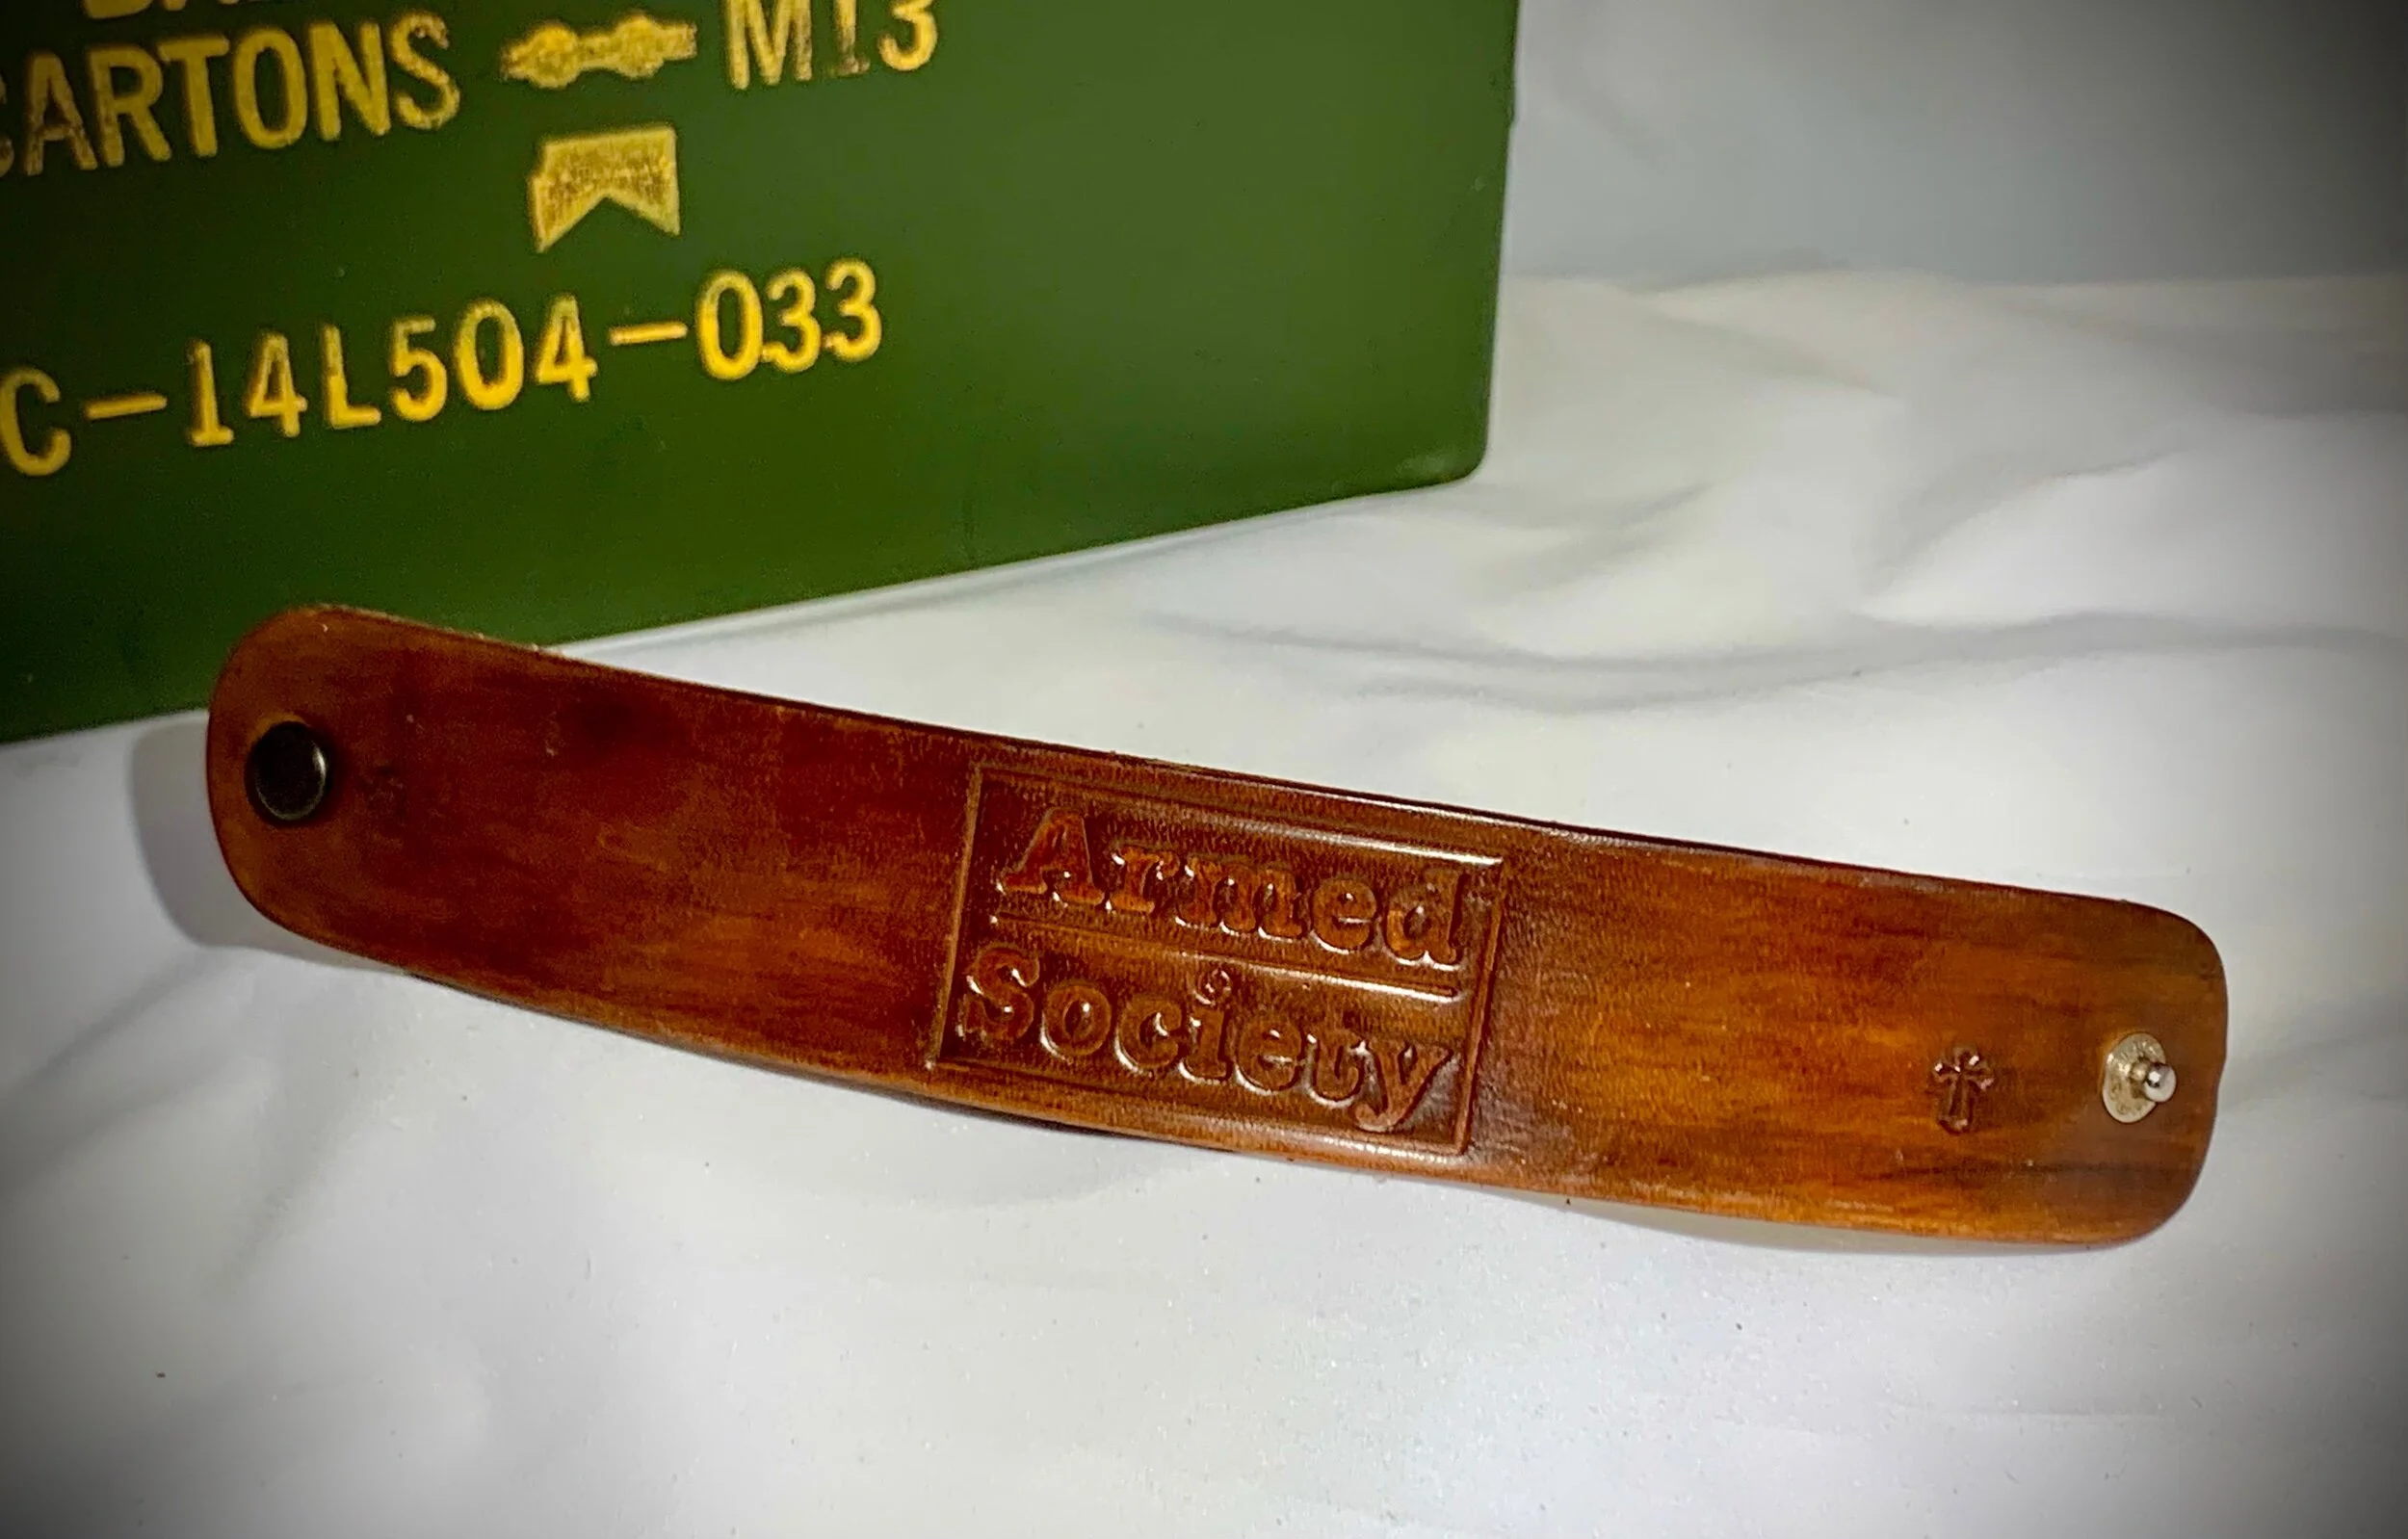 CARTONS M13
C-14L504-033
Armed
Society